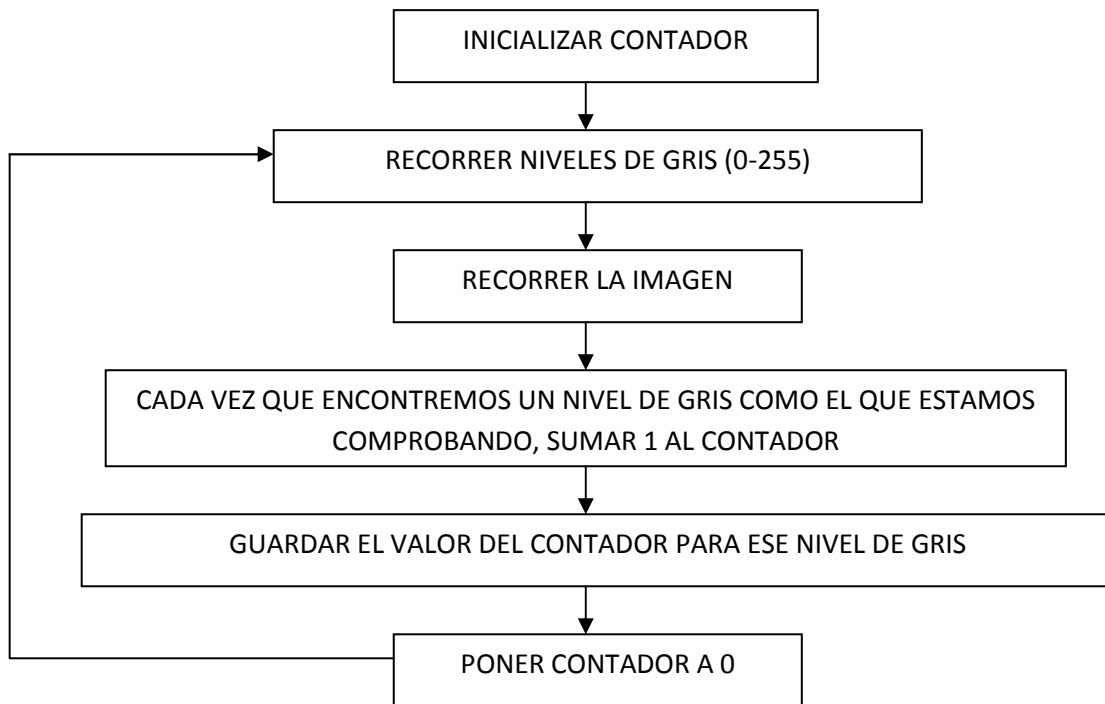 INICIALIZAR CONTADOR
RECORRER NIVELES DE GRIS (0-255)
RECORRER LA IMAGEN
CADA VEZ QUE ENCONTREMOS UN NIVEL DE GRIS COMO EL QUE ESTAMOS
COMPROBANDO, SUMAR 1 AL CONTADOR
GUARDAR EL VALOR DEL CONTADOR PARA ESE NIVEL DE GRIS
PONER CONTADOR A 0